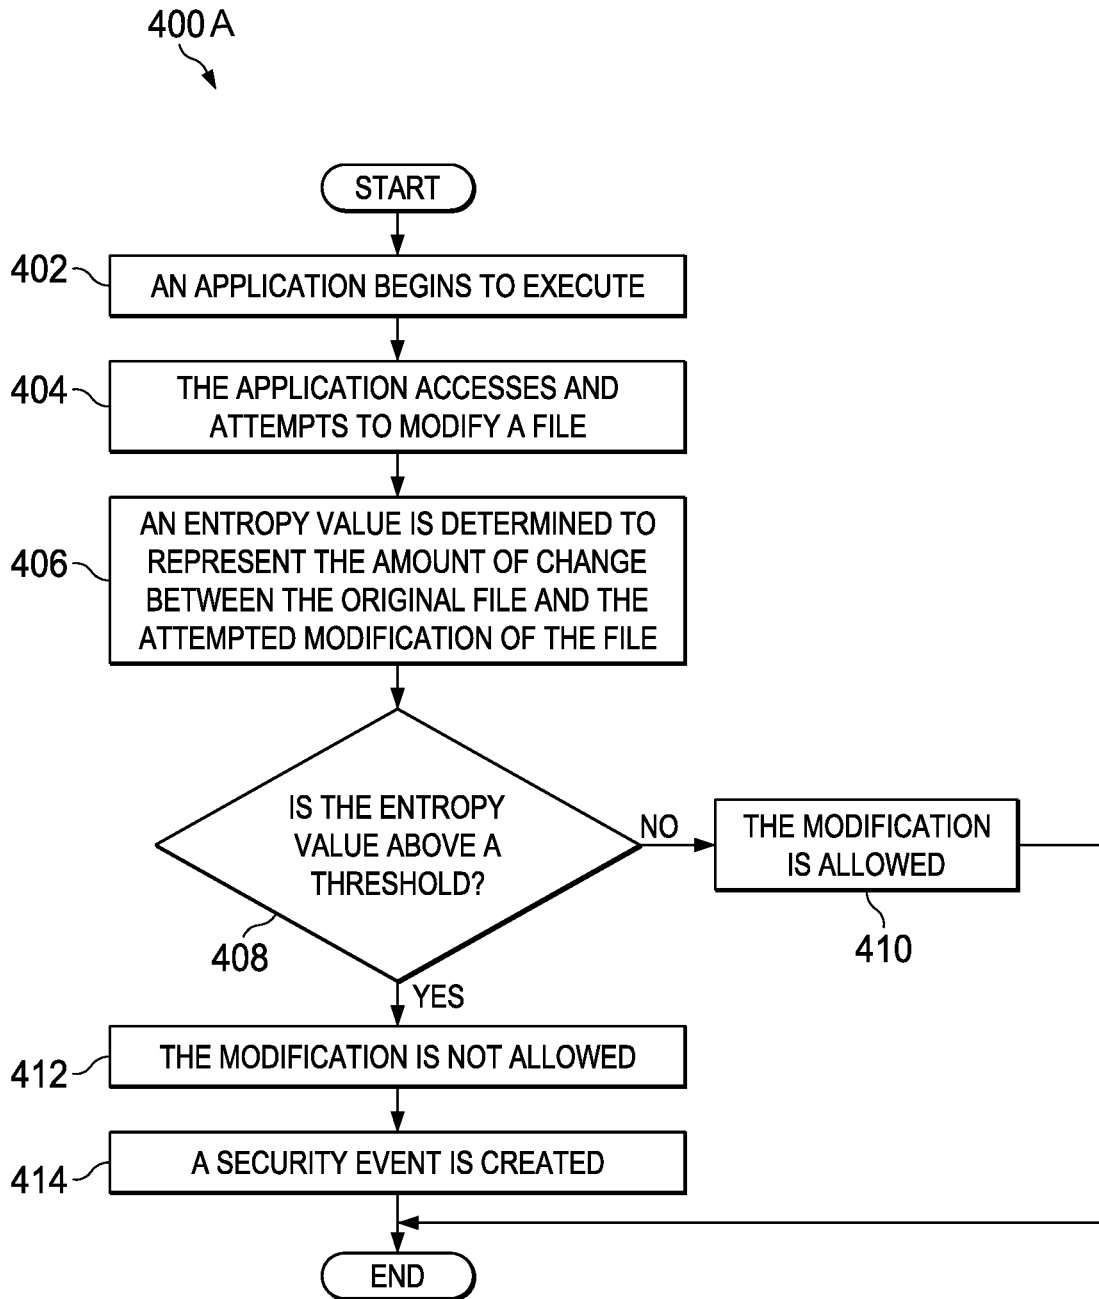 400A
START
402
AN APPLICATION BEGINS TO EXECUTE
404
THE APPLICATION ACCESSES AND
ATTEMPTS TO MODIFY A FILE
406
AN ENTROPY VALUE IS DETERMINED TO
REPRESENT THE AMOUNT OF CHANGE
BETWEEN THE ORIGINAL FILE AND THE
ATTEMPTED MODIFICATION OF THE FILE
IS THE ENTROPY
VALUE ABOVE A
THRESHOLD?
408
NO
THE MODIFICATION
IS ALLOWED
410
YES
412
THE MODIFICATION IS NOT ALLOWED
414
A SECURITY EVENT IS CREATED
END